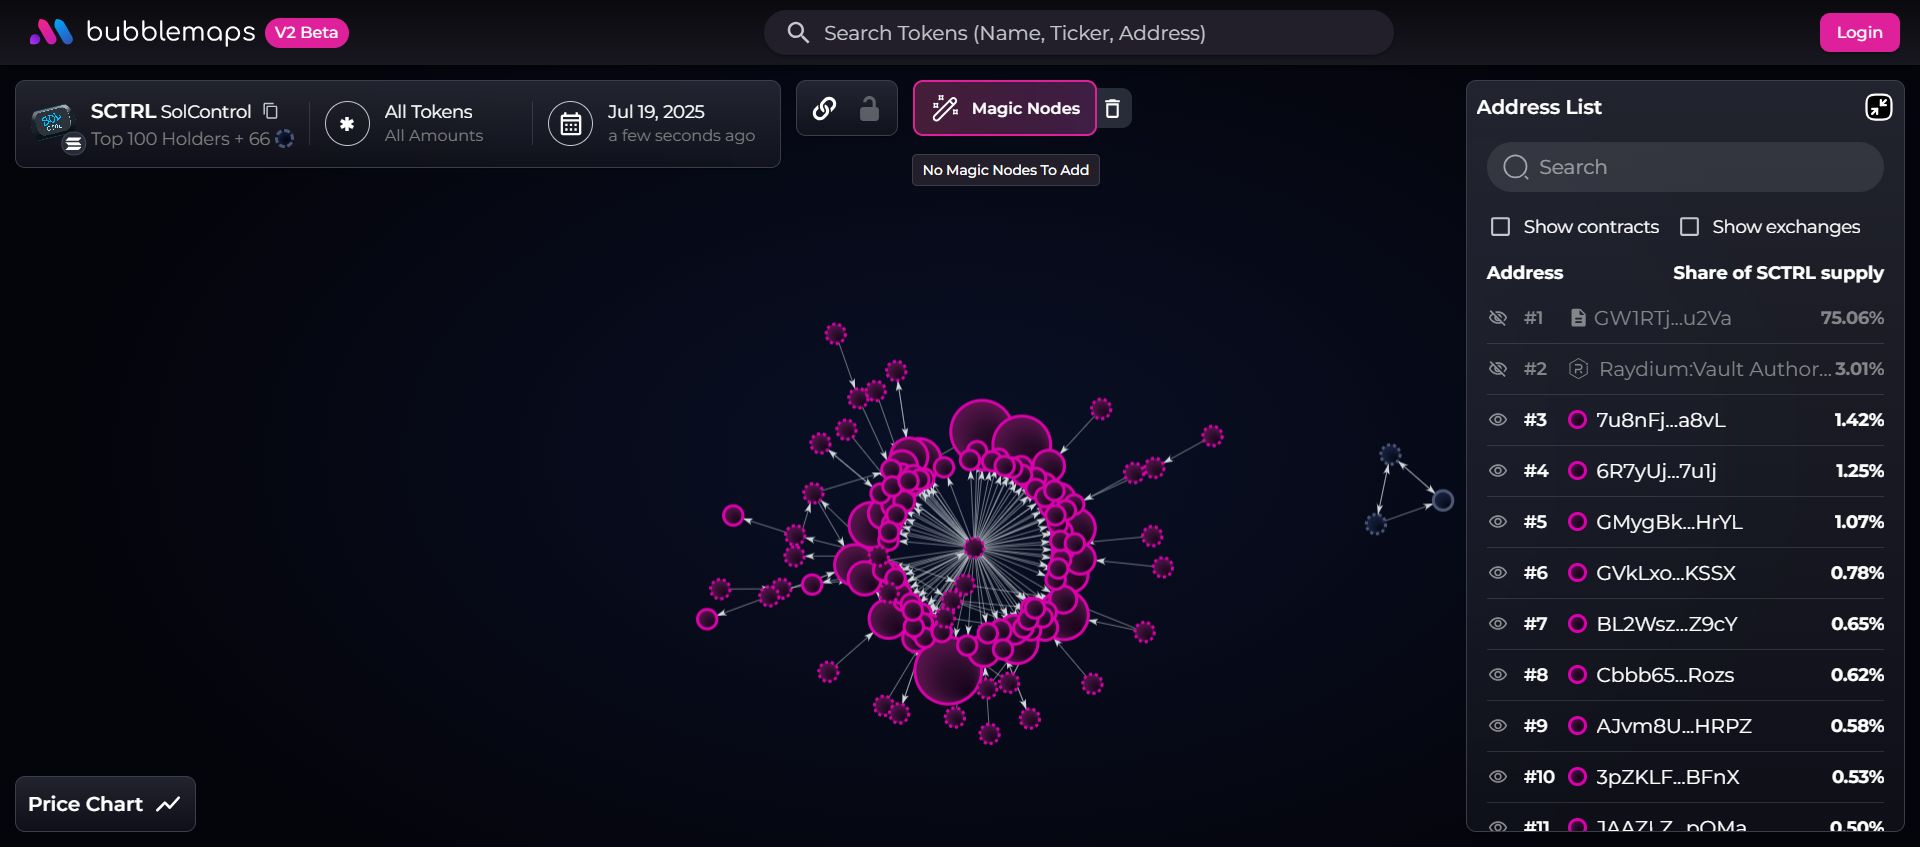 bubblemaps V2 Beta
Search Tokens (Name, Ticker, Address)
Login
SCTRL SolControl
Top 100 Holders + 66
All Tokens
All Amounts
Jul 19, 2025
a few seconds ago
Magic Nodes
No Magic Nodes To Add
Address List
Search
Show contracts
Show exchanges
Address Share of SCTRL supply
#1 GW1RTj...u2Va 75.06%
#2 Raydium:Vault Author... 3.01%
#3 7u8nFj...a8vL 1.42%
#4 6R7yUj...7u1j 1.25%
#5 GMygBk...HrYL 1.07%
#6 GVkLxo...KSSX 0.78%
#7 BL2Wsz...Z9cY 0.65%
#8 Cbbb65...Rozs 0.62%
#9 AJvm8U...HRPZ 0.58%
#10 3pZKLF...BFnX 0.53%
#11 0.50%
Price Chart